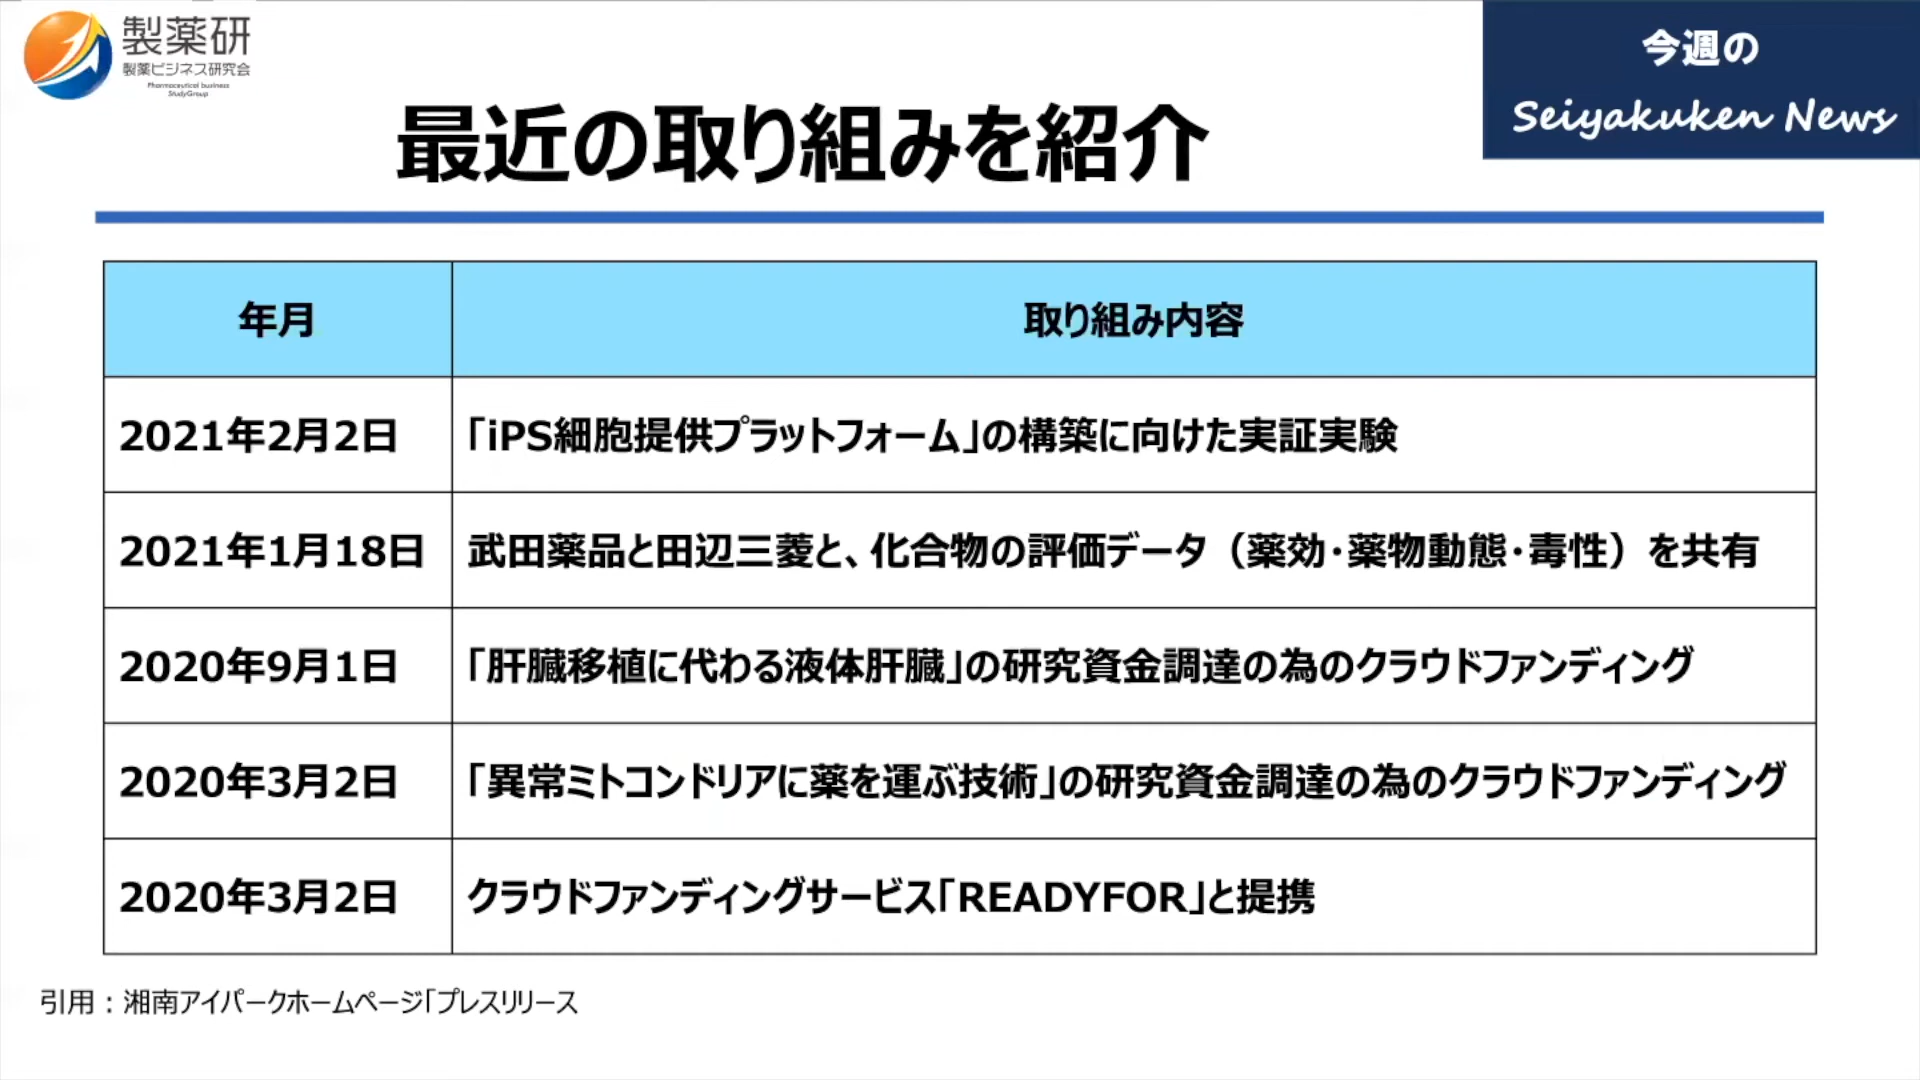 製薬研
製薬ビジネス研究会
Pharmaceutical business
StudyGroup
今週の
Seiyakuken News
最近の取り組みを紹介
年月
取り組み内容
2021年2月2日
「iPS細胞提供プラットフォーム」の構築に向けた実証実験
2021年1月18日
武田薬品と田辺三菱と、化合物の評価データ（薬効・薬物動態・毒性）を共有
2020年9月1日
「肝臓移植に代わる液体肝臓」の研究資金調達の為のクラウドファンディング
2020年3月2日
「異常ミトコンドリアに薬を運ぶ技術」の研究資金調達の為のクラウドファンディング
2020年3月2日
クラウドファンディングサービス「READYFOR」と提携
引用：湘南アイパークホームページ「プレスリリース